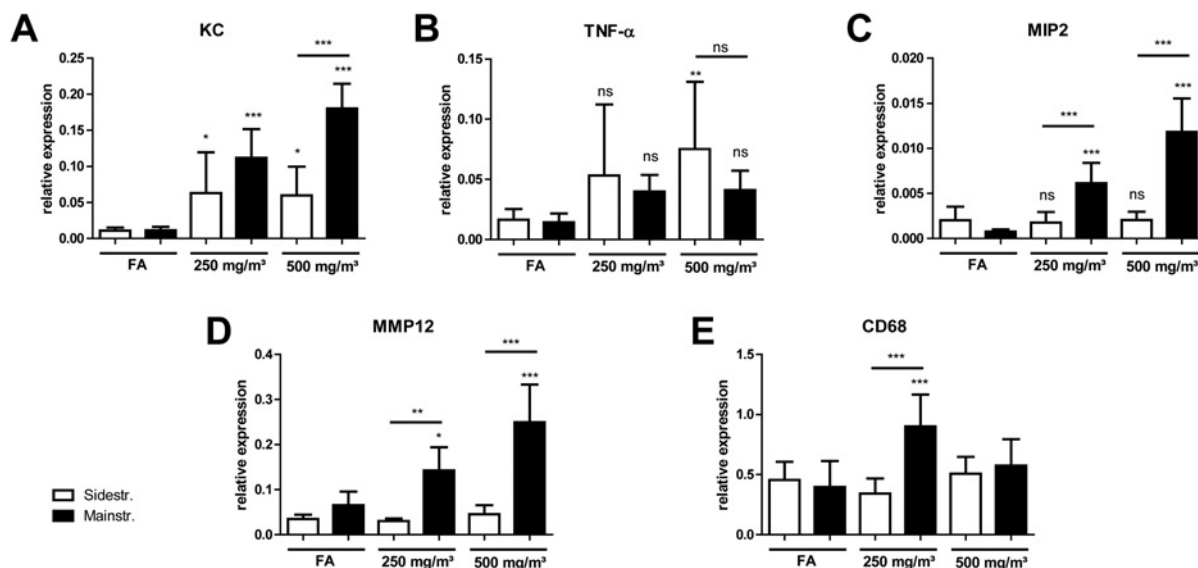 A
KC
relative expression
0.25
0.20
0.15
0.10
0.05
0.00
*
***
*
***
***
FA
250 mg/m³
500 mg/m³
B
TNF-α
relative expression
0.15
0.10
0.05
0.00
ns
ns
**
ns
ns
FA
250 mg/m³
500 mg/m³
C
MIP2
relative expression
0.020
0.015
0.010
0.005
0.000
ns
***
***
ns
***
***
FA
250 mg/m³
500 mg/m³
D
MMP12
relative expression
0.4
0.3
0.2
0.1
0.0
**
*
***
***
FA
250 mg/m³
500 mg/m³
E
CD68
relative expression
1.5
1.0
0.5
0.0
***
***
FA
250 mg/m³
500 mg/m³
Sidestr.
Mainstr.